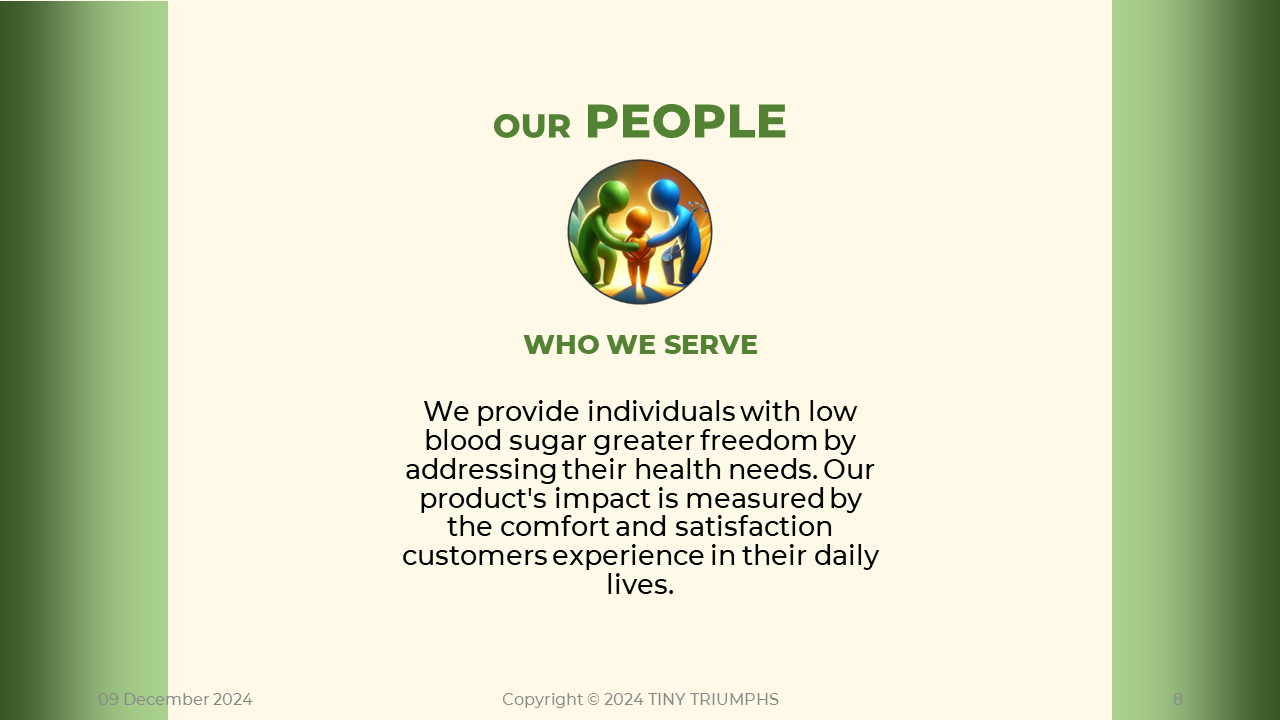 OUR PEOPLE
WHO WE SERVE
We provide individuals with low
blood sugar greater freedom by
addressing their health needs. Our
product's impact is measured by
the comfort and satisfaction
customers experience in their daily
lives.
09 December 2024
Copyright © 2024 TINY TRIUMPHS
8